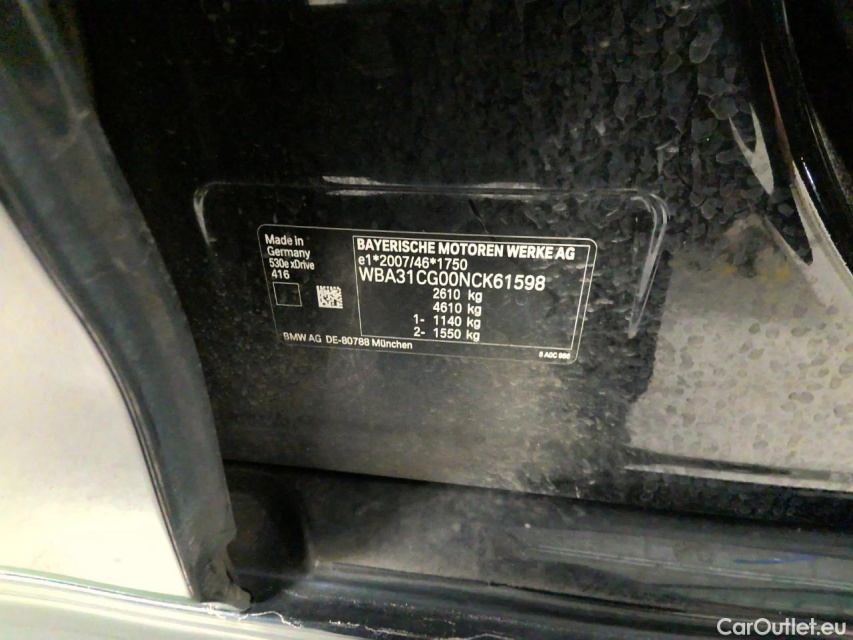 Made in
Germany
530e xDrive
416
BAYERISCHE MOTOREN WERKE AG
e1*2007/46*1750
WBA31CG00NCK61598
2610 kg
4610 kg
1- 1140 kg
2- 1550 kg
BMW AG DE-80788 München
CarOutlet.eu